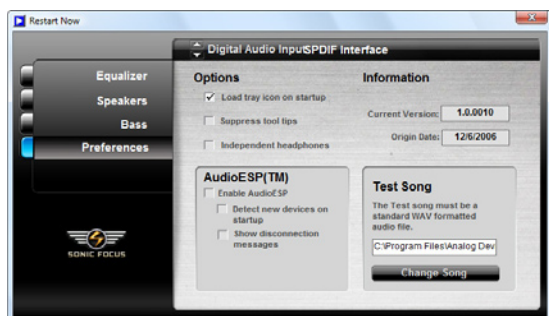 Restart Now
Digital Audio InputSPDIF Interface
Equalizer
Speakers
Bass
Preferences
SONIC FOCUS
Options
Load tray icon on startup
Suppress tool tips
Independent headphones
Information
Current Version: 1.0.0010
Origin Date: 12/6/2006
AudioESP(TM)
Enable AudioESP
Detect new devices on
startup
Show disconnection
messages
Test Song
The Test song must be a
standard WAV formatted
audio file.
C:\Program Files\Analog Dev
Change Song